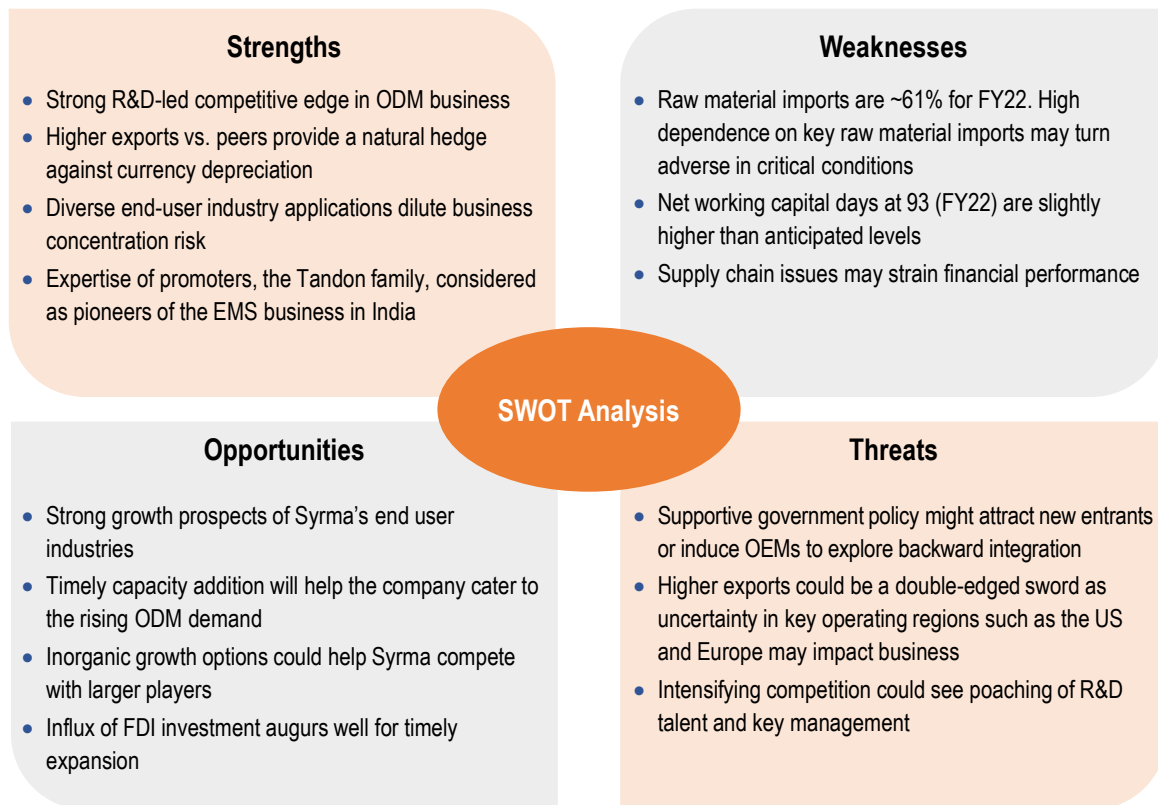 Strengths
• Strong R&D-led competitive edge in ODM business
• Higher exports vs. peers provide a natural hedge
against currency depreciation
• Diverse end-user industry applications dilute business
concentration risk
• Expertise of promoters, the Tandon family, considered
as pioneers of the EMS business in India
Weaknesses
• Raw material imports are ~61% for FY22. High
dependence on key raw material imports may turn
adverse in critical conditions
• Net working capital days at 93 (FY22) are slightly
higher than anticipated levels
• Supply chain issues may strain financial performance
SWOT Analysis
Opportunities
• Strong growth prospects of Syrma’s end user
industries
• Timely capacity addition will help the company cater to
the rising ODM demand
• Inorganic growth options could help Syrma compete
with larger players
• Influx of FDI investment augurs well for timely
expansion
Threats
• Supportive government policy might attract new entrants
or induce OEMs to explore backward integration
• Higher exports could be a double-edged sword as
uncertainty in key operating regions such as the US
and Europe may impact business
• Intensifying competition could see poaching of R&D
talent and key management